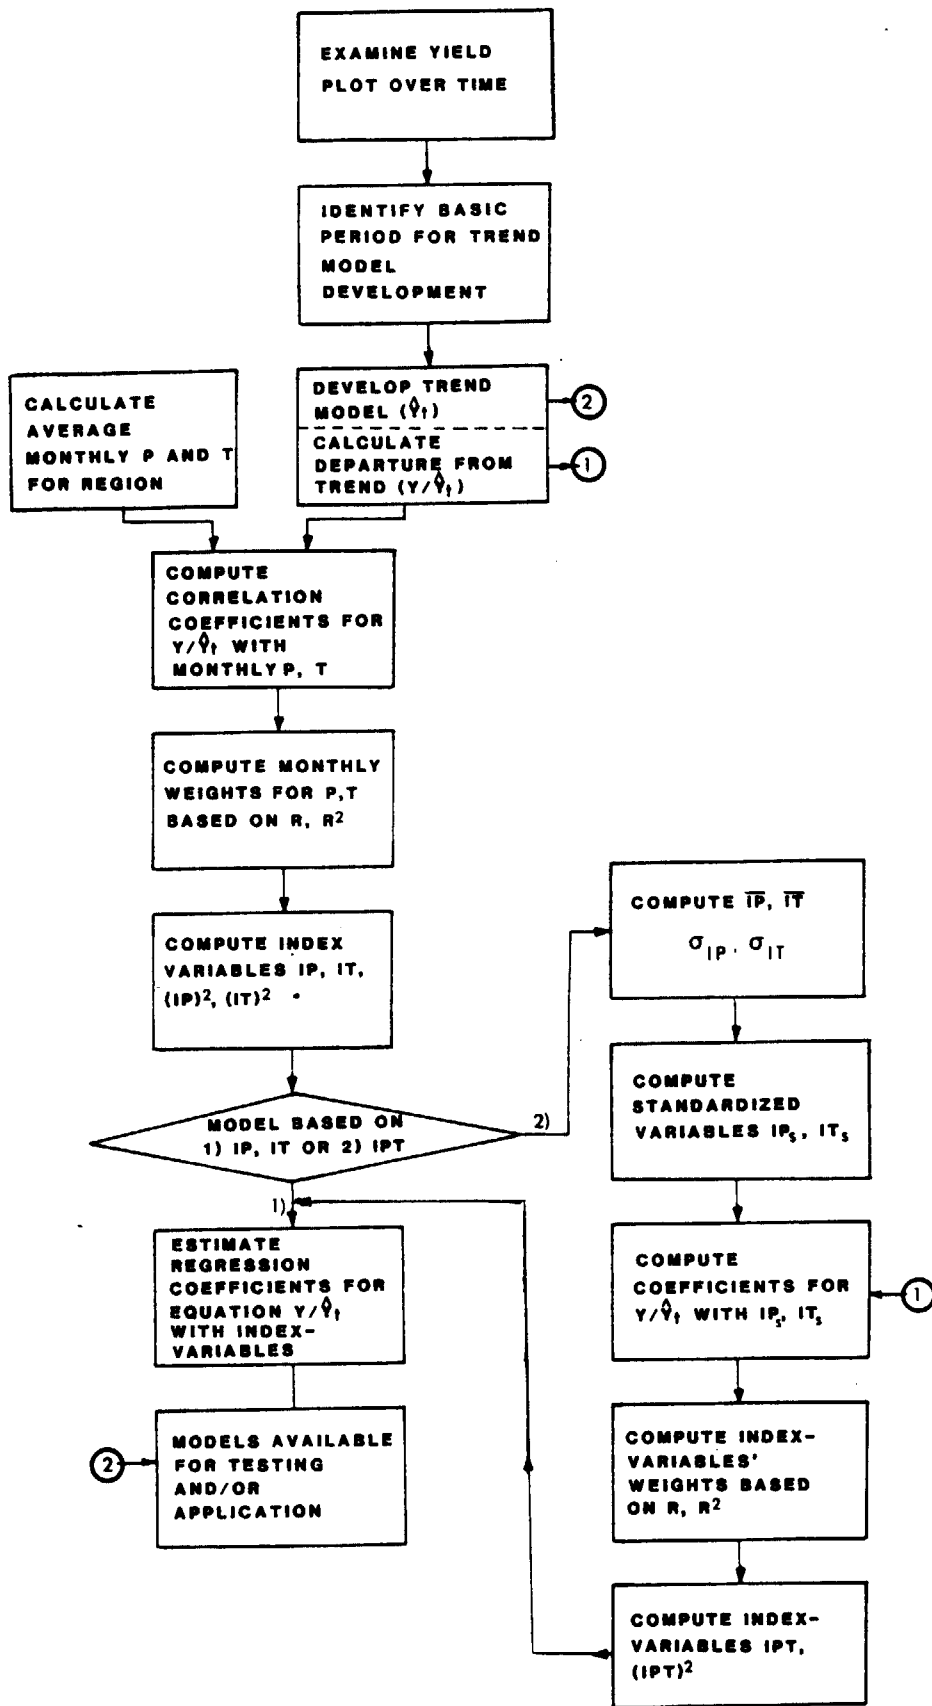 EXAMINE YIELD
PLOT OVER TIME
IDENTIFY BASIC
PERIOD FOR TREND
MODEL
DEVELOPMENT
DEVELOP TREND
MODEL (Ŷt)
2
CALCULATE
DEPARTURE FROM
TREND (Y/Ŷt)
1
CALCULATE
AVERAGE
MONTHLY P AND T
FOR REGION
COMPUTE
CORRELATION
COEFFICIENTS FOR
Y/Ŷt WITH
MONTHLY P, T
COMPUTE MONTHLY
WEIGHTS FOR P,T
BASED ON R, R²
COMPUTE INDEX
VARIABLES IP, IT,
(IP)², (IT)²
MODEL BASED ON
1) IP, IT OR 2) IPT
2)
1)
ESTIMATE
REGRESSION
COEFFICIENTS FOR
EQUATION Y/Ŷt
WITH INDEX-
VARIABLES
2
MODELS AVAILABLE
FOR TESTING
AND/OR
APPLICATION
COMPUTE I̅P̅, I̅T̅
σIP, σIT
COMPUTE
STANDARDIZED
VARIABLES IPs, ITs
COMPUTE
COEFFICIENTS FOR
Y/Ŷt WITH IPs, ITs
1
COMPUTE INDEX-
VARIABLES'
WEIGHTS BASED
ON R, R²
COMPUTE INDEX-
VARIABLES IPT,
(IPT)²